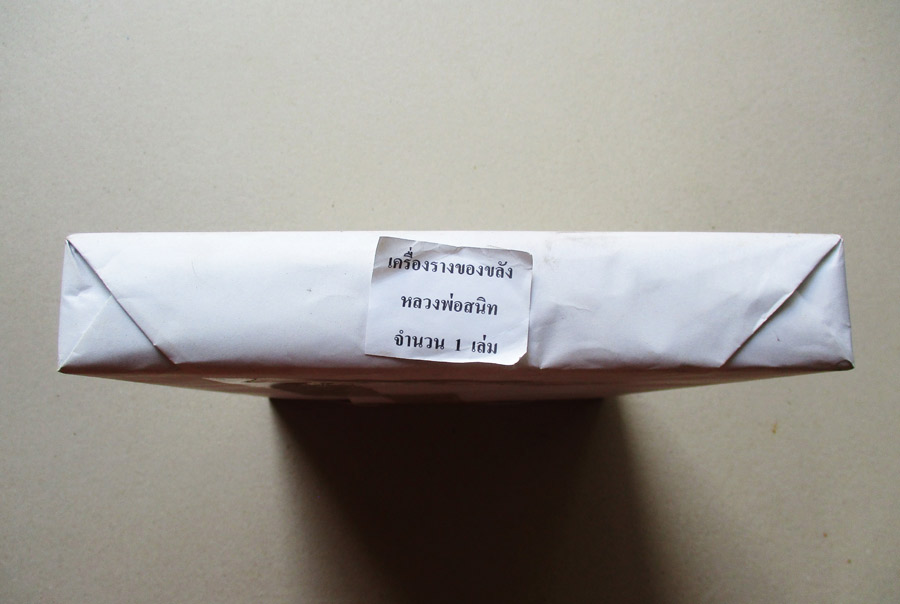 เครื่องรางของขลัง
หลวงพ่อสนิท
จำนวน 1 เล่ม